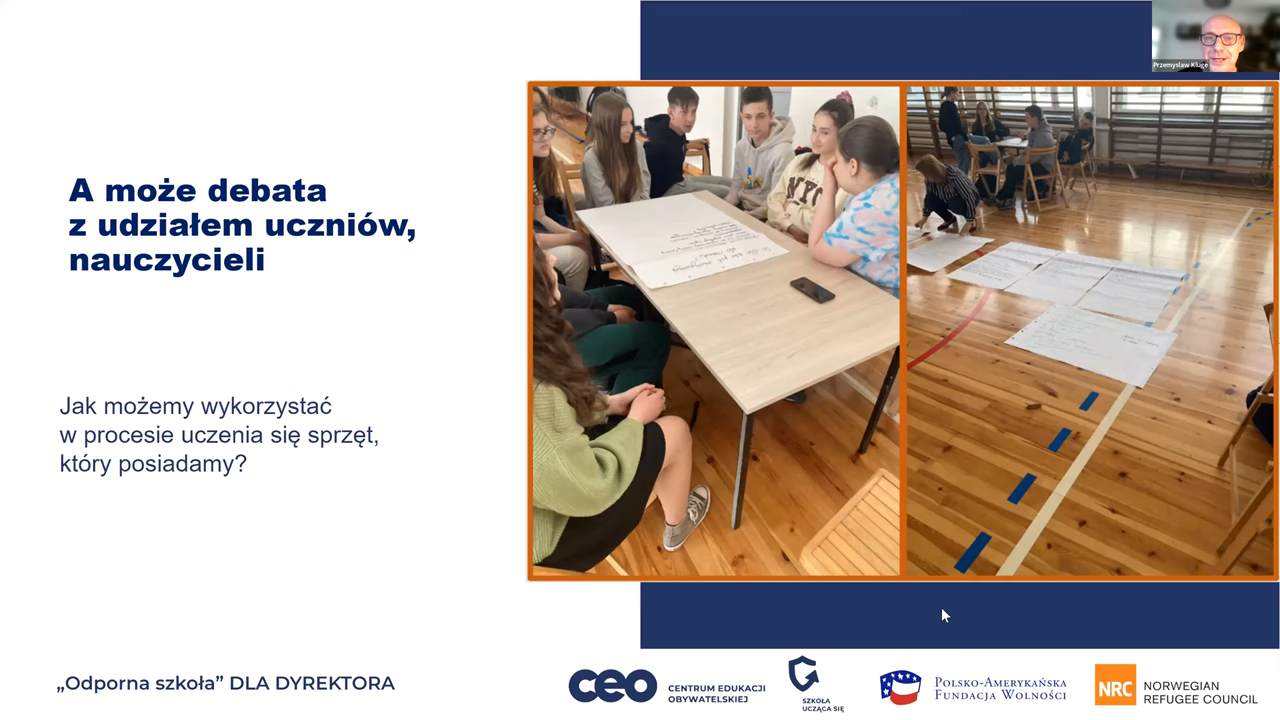 Przemysław Kluge
A może debata
z udziałem uczniów,
nauczycieli
Jak możemy wykorzystać
w procesie uczenia się sprzęt,
który posiadamy?
NYC
„Odporna szkoła” DLA DYREKTORA
ceo
CENTRUM EDUKACJI
OBYWATELSKIEJ
SZKOŁA
UCZĄCA SIĘ
POLSKO-AMERYKAŃSKA
FUNDACJA WOLNOŚCI
NRC
NORWEGIAN
REFUGEE COUNCIL